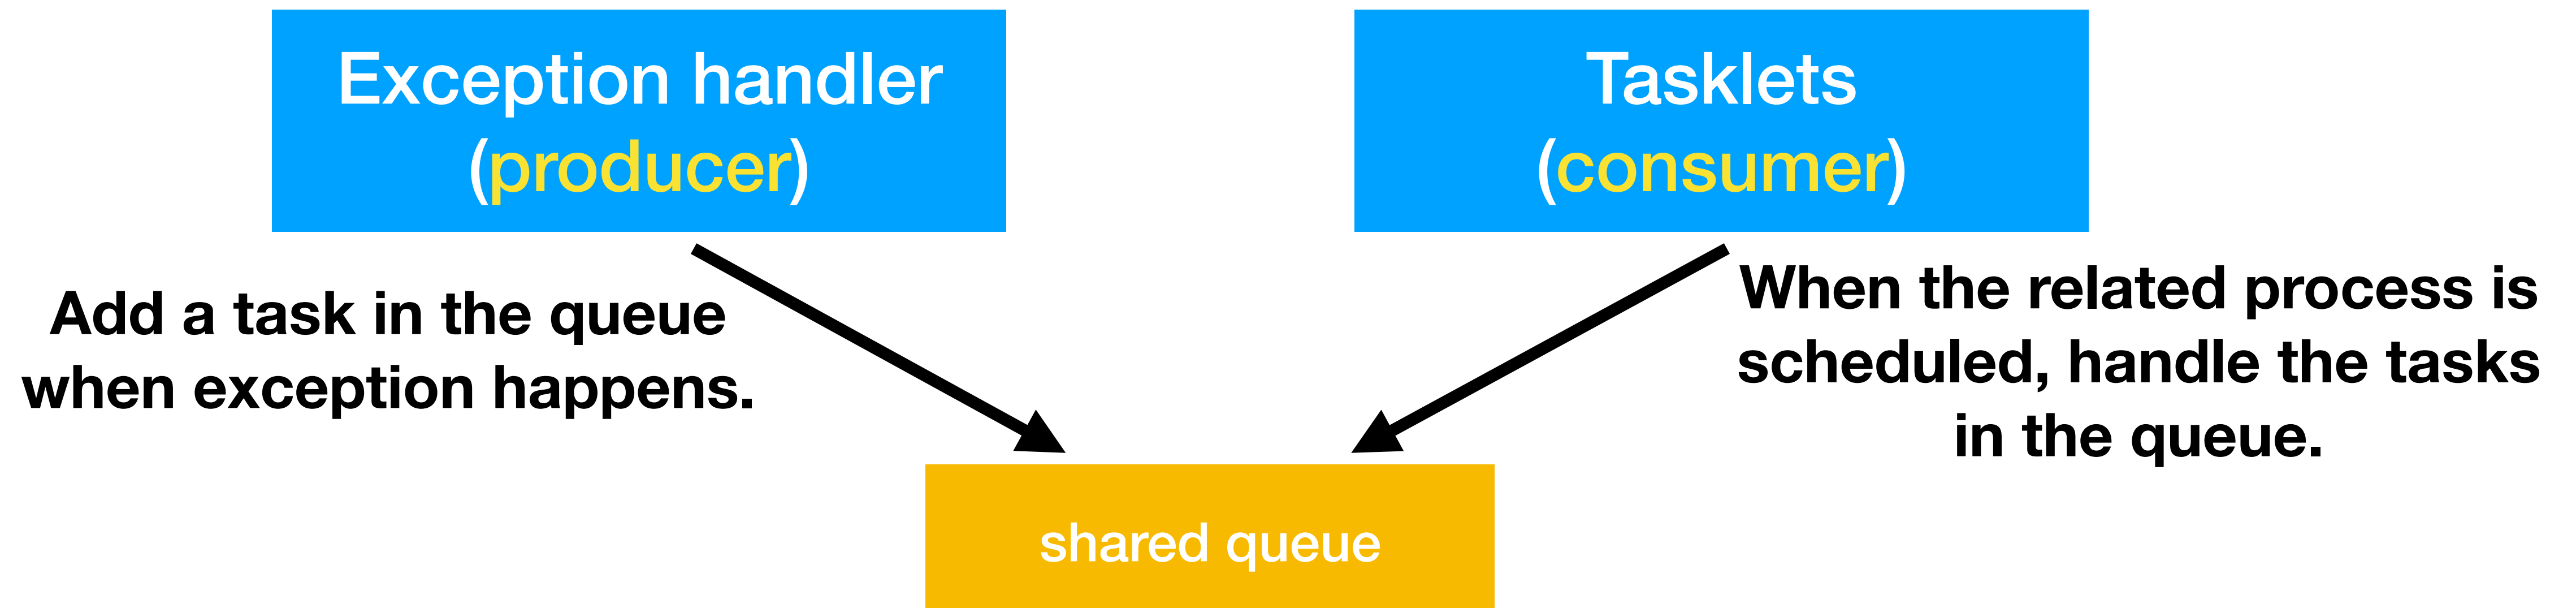 Exception handler
(producer)
Tasklets
(consumer)
Add a task in the queue
when exception happens.
When the related process is
scheduled, handle the tasks
in the queue.
shared queue